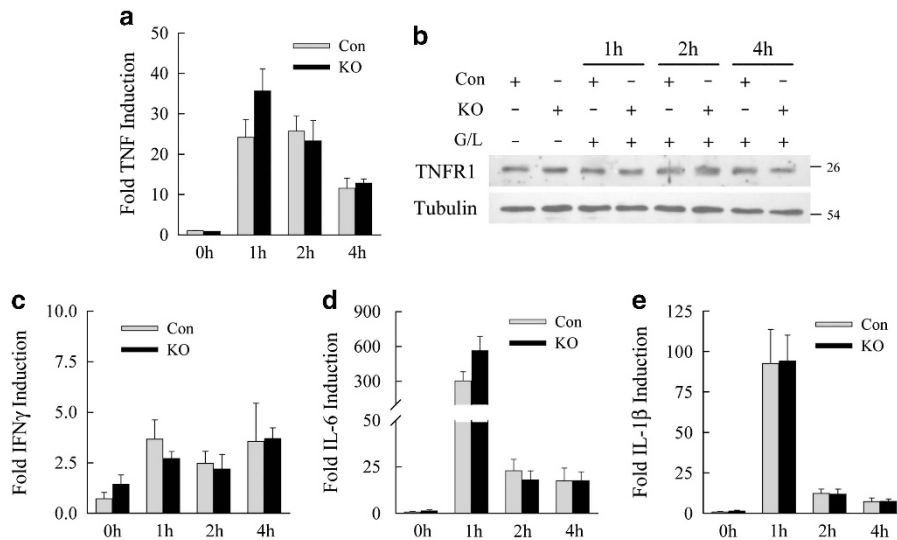 a
50
40
30
20
10
0
Fold TNF Induction
Con
KO
0h 1h 2h 4h
b
1h 2h 4h
Con + – + – + – + –
KO – + – + – + – +
G/L – – + + + + + +
TNFR1 26
Tubulin 54
c
10.0
7.5
5.0
2.5
0.0
Fold IFNγ Induction
Con
KO
0h 1h 2h 4h
d
900
600
300
50
25
0
Fold IL-6 Induction
Con
KO
0h 1h 2h 4h
e
125
100
75
50
25
0
Fold IL-1β Induction
Con
KO
0h 1h 2h 4h